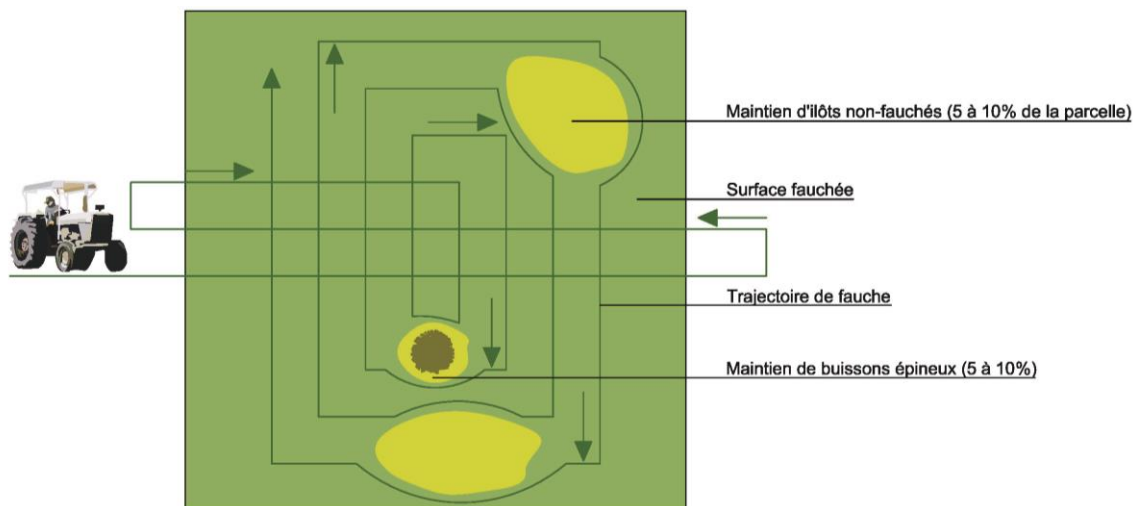 Maintien d'ilôts non-fauchés (5 à 10% de la parcelle)
Surface fauchée
Trajectoire de fauche
Maintien de buissons épineux (5 à 10%)